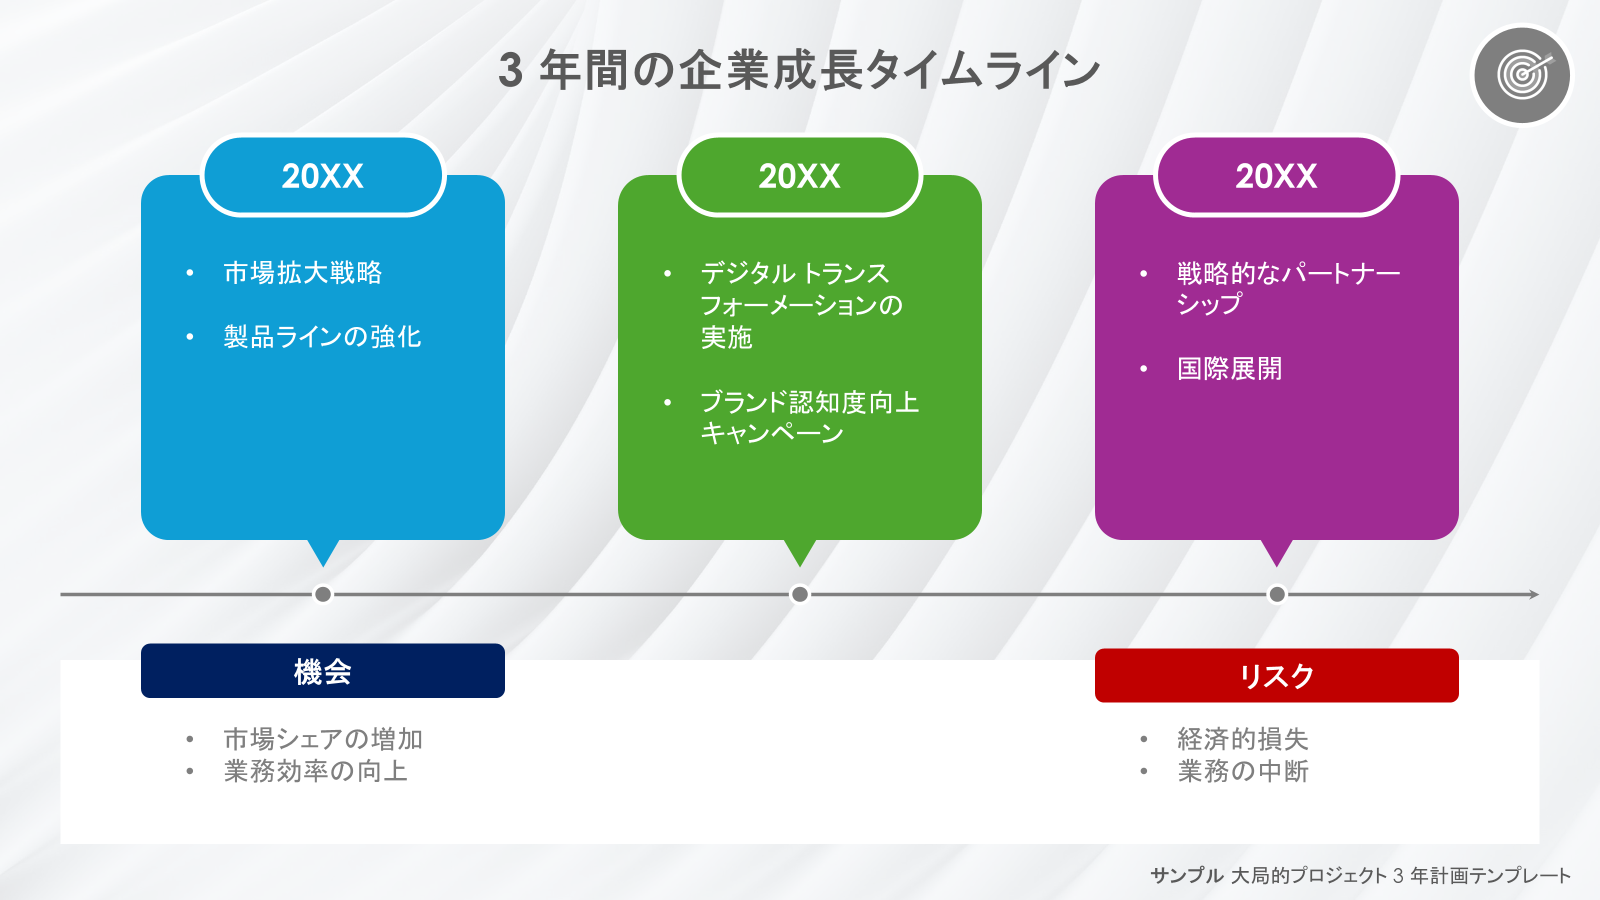 3 年間の企業成長タイムライン
20XX
• 市場拡大戦略
• 製品ラインの強化
20XX
• デジタル トランス
フォーメーションの
実施
• ブランド認知度向上
キャンペーン
20XX
• 戦略的なパートナー
シップ
• 国際展開
機会
• 市場シェアの増加
• 業務効率の向上
リスク
• 経済的損失
• 業務の中断
サンプル 大局的プロジェクト 3 年計画テンプレート